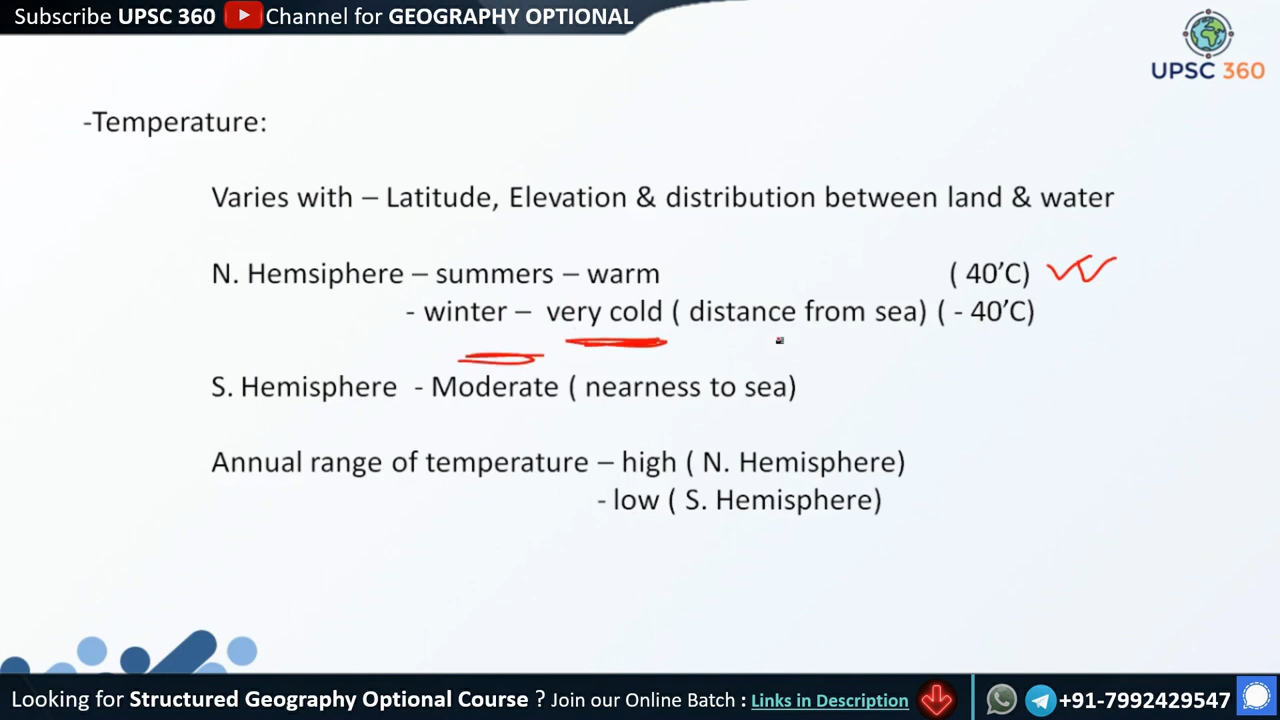 Subscribe UPSC 360 Channel for GEOGRAPHY OPTIONAL
UPSC 360
-Temperature:
Varies with – Latitude, Elevation & distribution between land & water
N. Hemsiphere – summers – warm ( 40’C)
- winter – very cold ( distance from sea) ( - 40’C)
S. Hemisphere - Moderate ( nearness to sea)
Annual range of temperature – high ( N. Hemisphere)
- low ( S. Hemisphere)
Looking for Structured Geography Optional Course ? Join our Online Batch : Links in Description
+91-7992429547